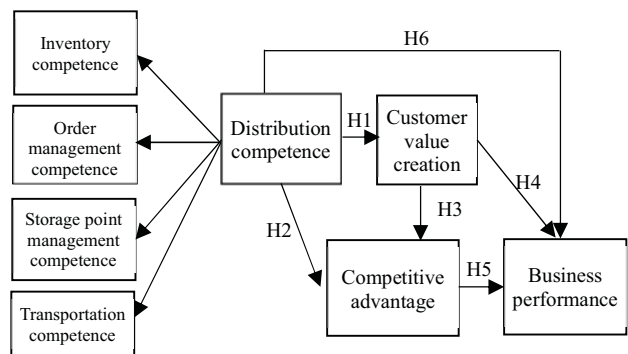 Inventory
competence
Order
management
competence
Storage point
management
competence
Transportation
competence
Distribution
competence
H1
H2
H6
Customer
value
creation
H3
H4
Competitive
advantage
H5
Business
performance